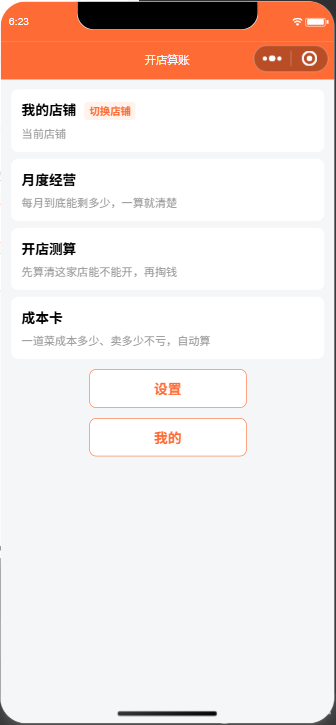 6:23
开店算账
我的店铺 切换店铺
当前店铺
月度经营
每月到底能剩多少，一算就清楚
开店测算
先算清这家店能不能开，再掏钱
成本卡
一道菜成本多少、卖多少不亏，自动算
设置
我的